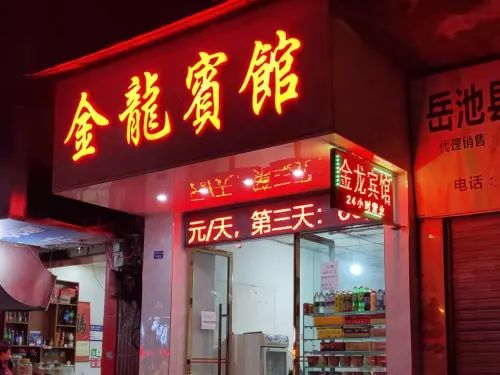 金龍賓館
金龙宾馆
24小时营业
元/天，第三天：
岳池县
代理销售：
电话：